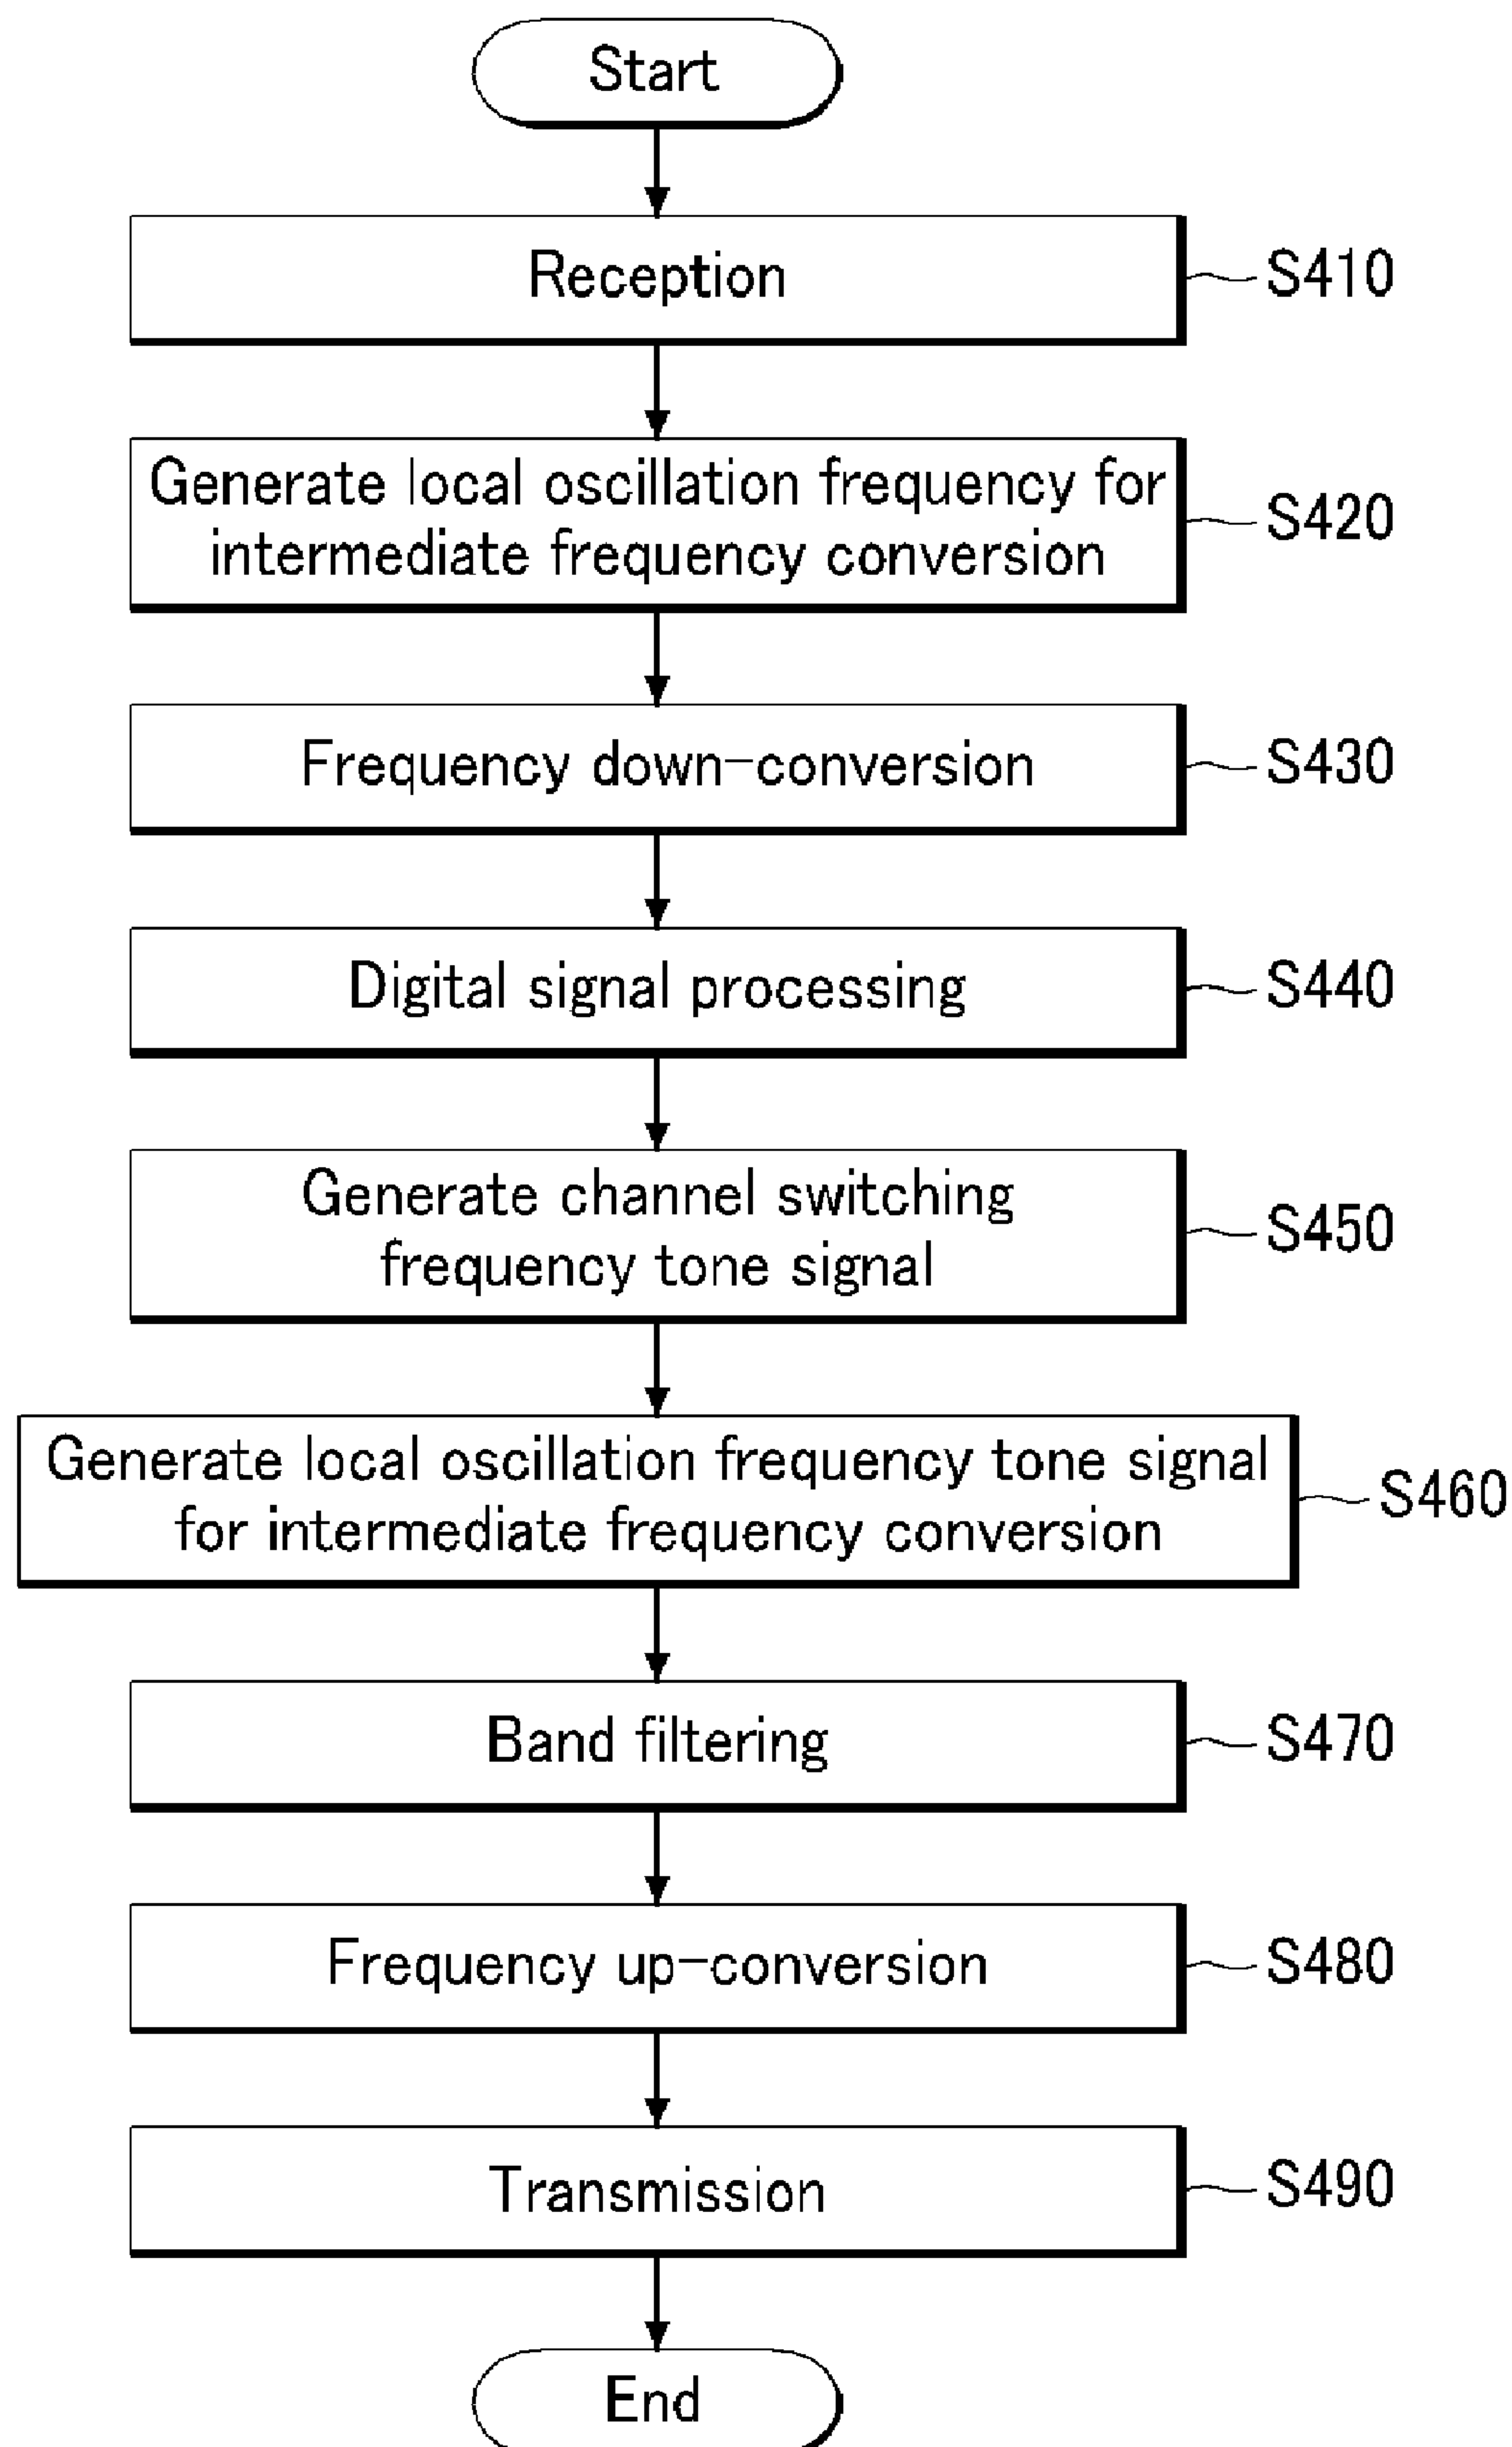 Start
Reception
S410
Generate local oscillation frequency for
intermediate frequency conversion
S420
Frequency down-conversion
S430
Digital signal processing
S440
Generate channel switching
frequency tone signal
S450
Generate local oscillation frequency tone signal
for intermediate frequency conversion
S460
Band filtering
S470
Frequency up-conversion
S480
Transmission
S490
End